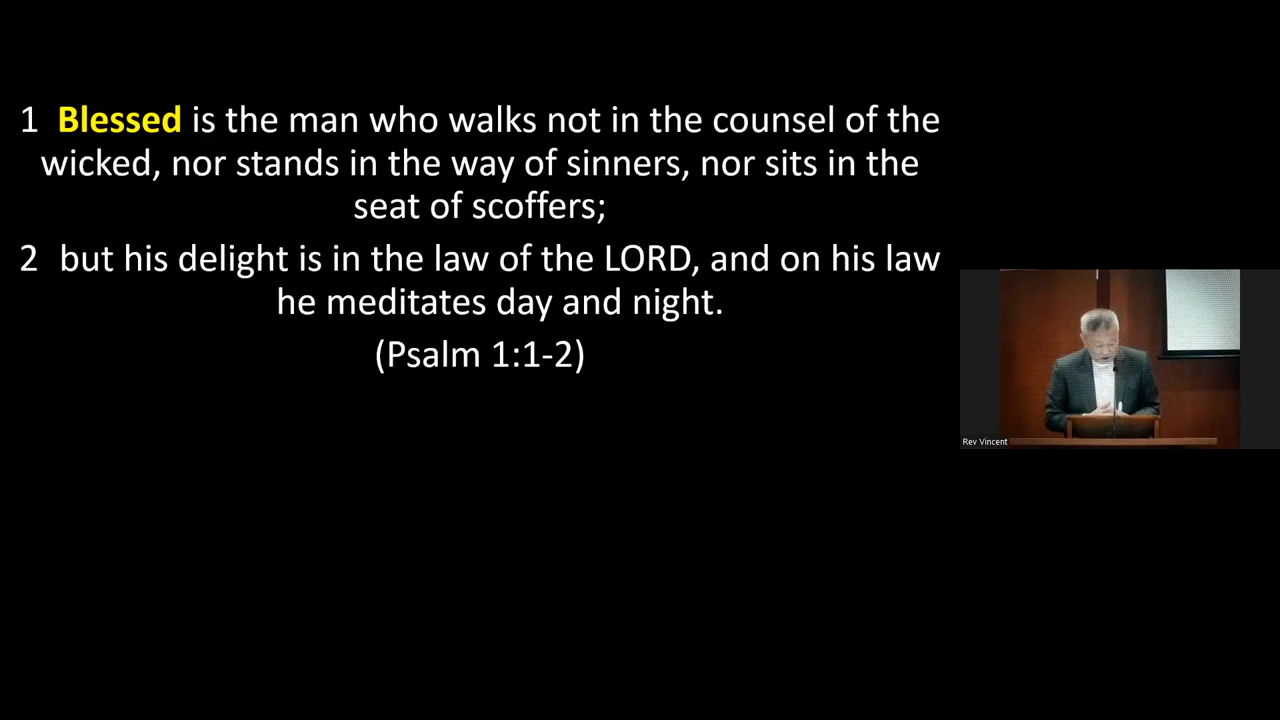 1 Blessed is the man who walks not in the counsel of the
wicked, nor stands in the way of sinners, nor sits in the
seat of scoffers;
2 but his delight is in the law of the LORD, and on his law
he meditates day and night.
(Psalm 1:1-2)
Rev Vincent